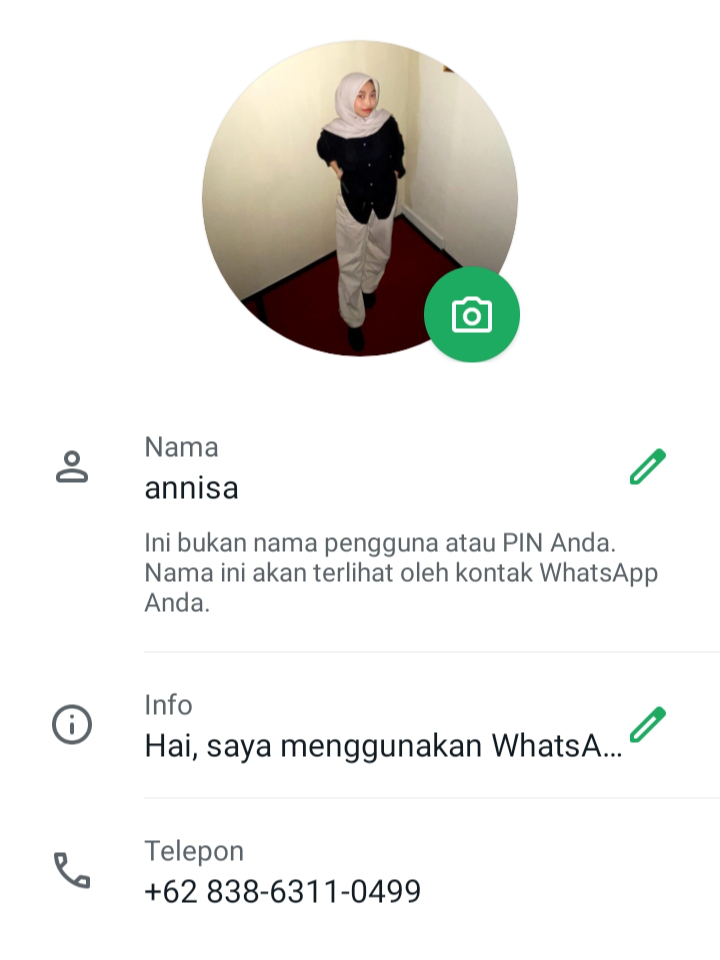 Nama
annisa
Ini bukan nama pengguna atau PIN Anda.
Nama ini akan terlihat oleh kontak WhatsApp
Anda.
Info
Hai, saya menggunakan WhatsA...
Telepon
+62 838-6311-0499